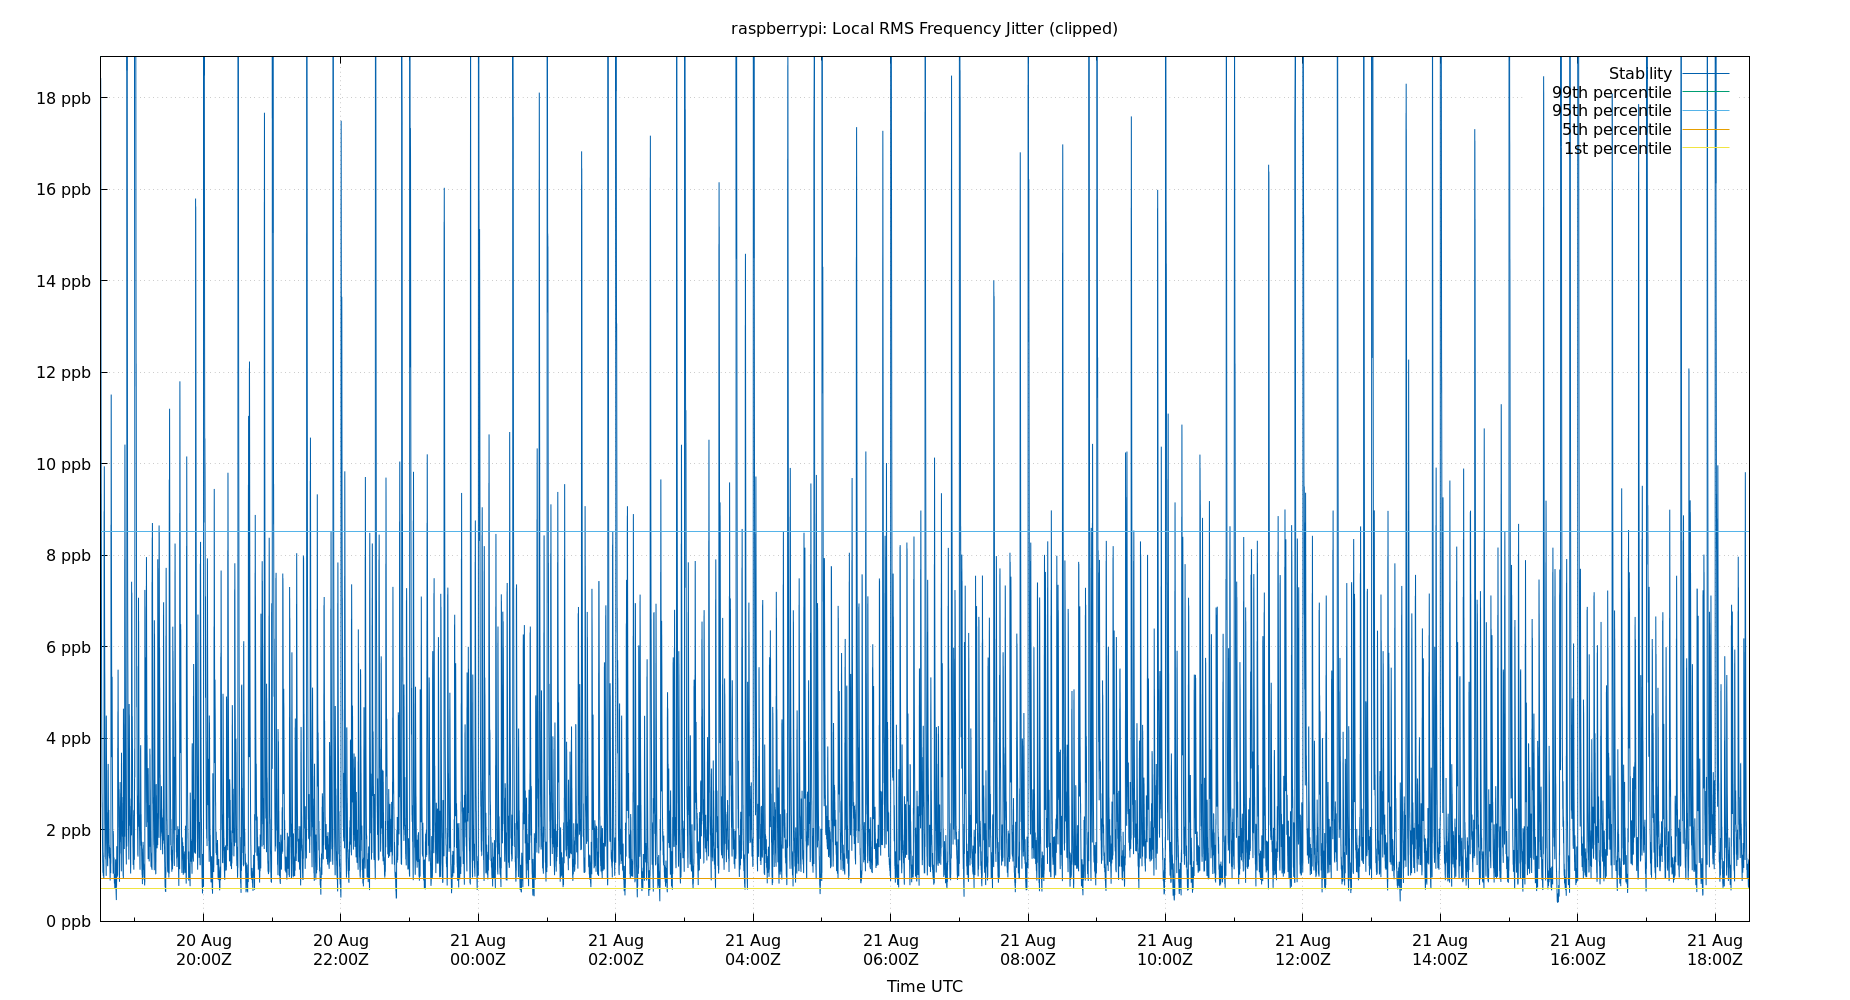 raspberrypi: Local RMS Frequency Jitter (clipped)
Stability
99th percentile
95th percentile
5th percentile
1st percentile
18 ppb
16 ppb
14 ppb
12 ppb
10 ppb
8 ppb
6 ppb
4 ppb
2 ppb
0 ppb
20 Aug 20 Aug 21 Aug 21 Aug 21 Aug 21 Aug 21 Aug 21 Aug 21 Aug 21 Aug 21 Aug 21 Aug
20:00Z 22:00Z 00:00Z 02:00Z 04:00Z 06:00Z 08:00Z 10:00Z 12:00Z 14:00Z 16:00Z 18:00Z
Time UTC